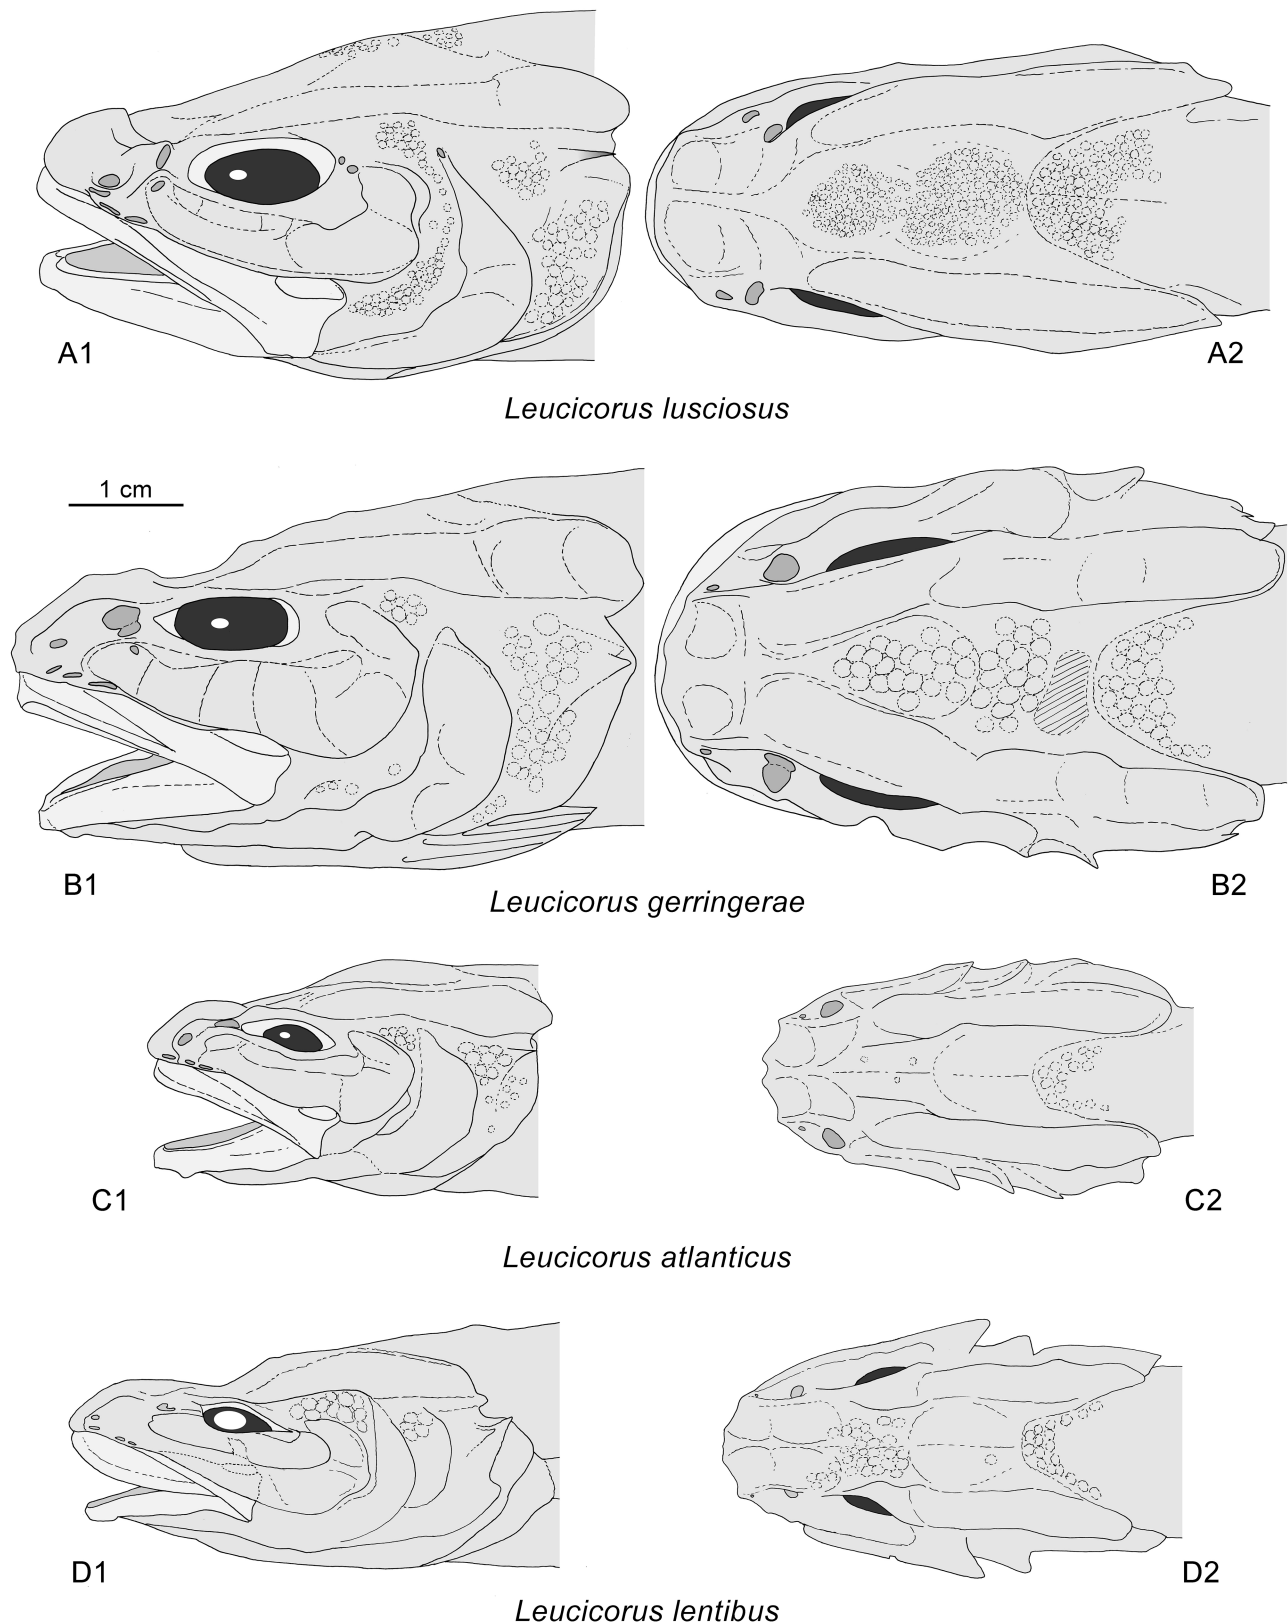 A1
A2
Leucicorus lusciosus
1 cm
B1
B2
Leucicorus gerringerae
C1
C2
Leucicorus atlanticus
D1
D2
Leucicorus lentibus